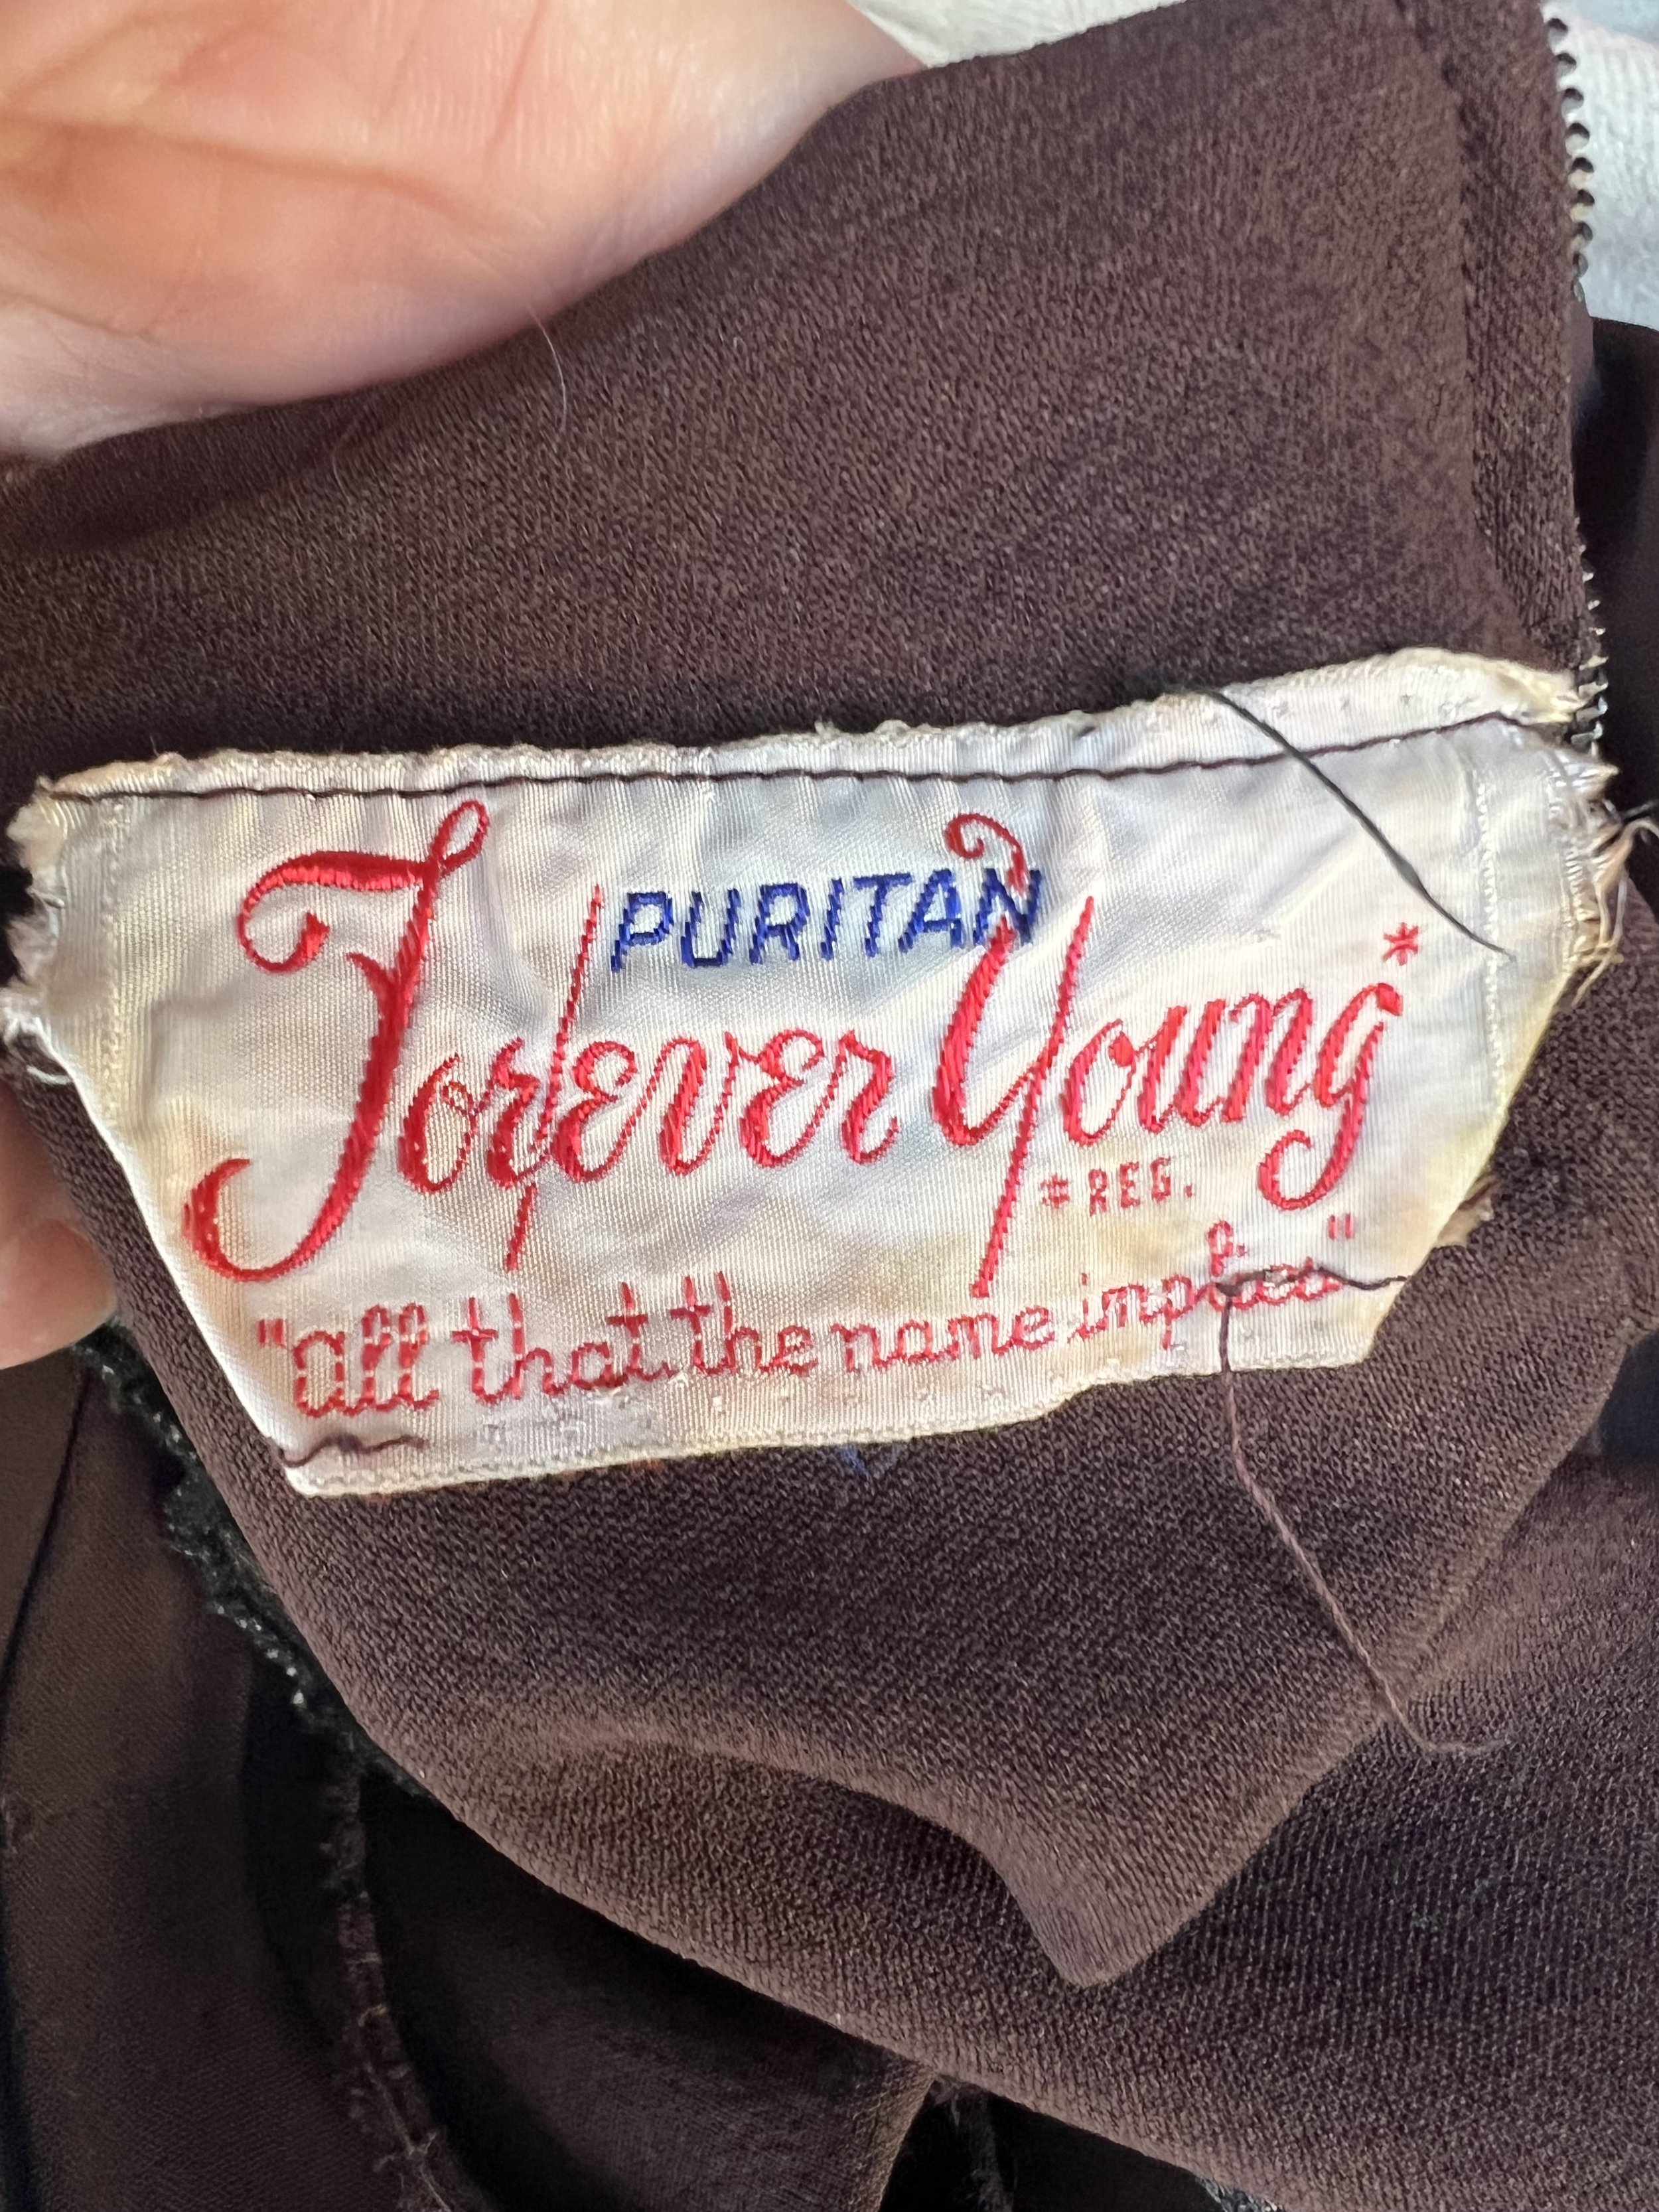 PURITAN
Forever Young*
*REG.
"all that the name implies"